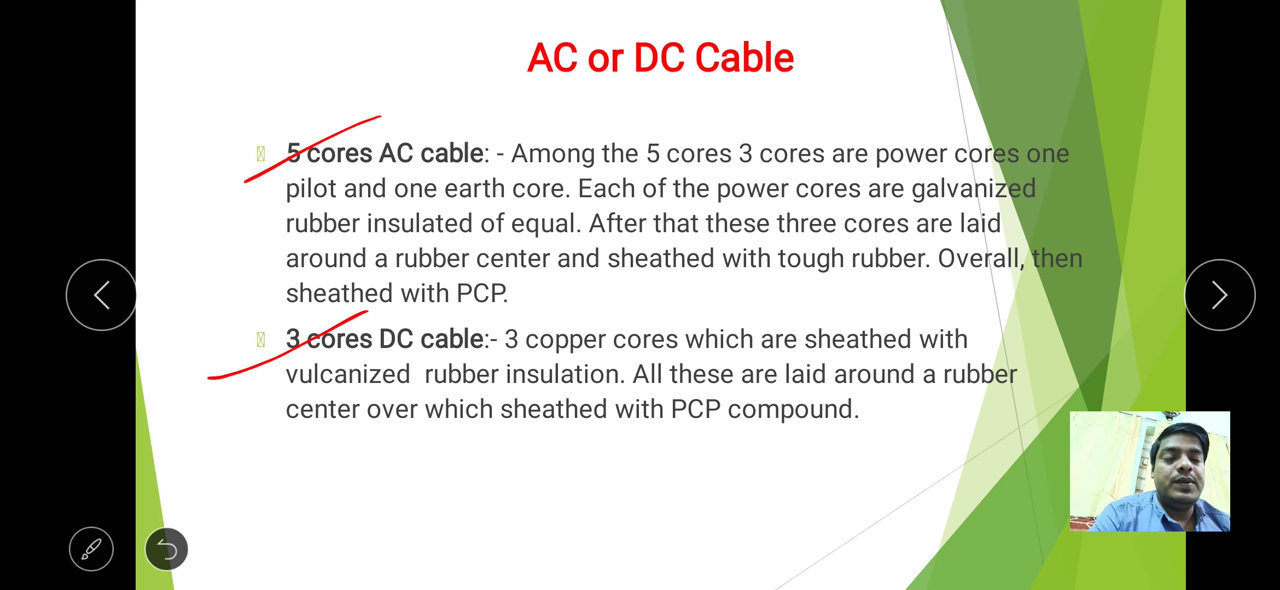 AC or DC Cable
5 cores AC cable: - Among the 5 cores 3 cores are power cores one
pilot and one earth core. Each of the power cores are galvanized
rubber insulated of equal. After that these three cores are laid
around a rubber center and sheathed with tough rubber. Overall, then
sheathed with PCP.
3 cores DC cable:- 3 copper cores which are sheathed with
vulcanized rubber insulation. All these are laid around a rubber
center over which sheathed with PCP compound.